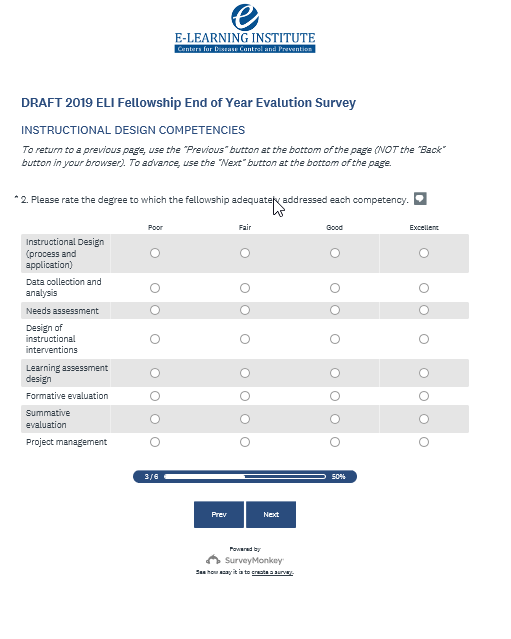 E-LEARNING INSTITUTE
Centers for Disease Control and Prevention
DRAFT 2019 ELI Fellowship End of Year Evalution Survey
INSTRUCTIONAL DESIGN COMPETENCIES
To return to a previous page, use the "Previous" button at the bottom of the page (NOT the "Back"
button in your browser). To advance, use the "Next" button at the bottom of the page.
* 2. Please rate the degree to which the fellowship adequately addressed each competency.
Poor Fair Good Excellent
Instructional Design
(process and
application)
Data collection and
analysis
Needs assessment
Design of
instructional
interventions
Learning assessment
design
Formative evaluation
Summative
evaluation
Project management
3 / 6 50%
Prev Next
Powered by
SurveyMonkey
See how easy it is to create a survey.